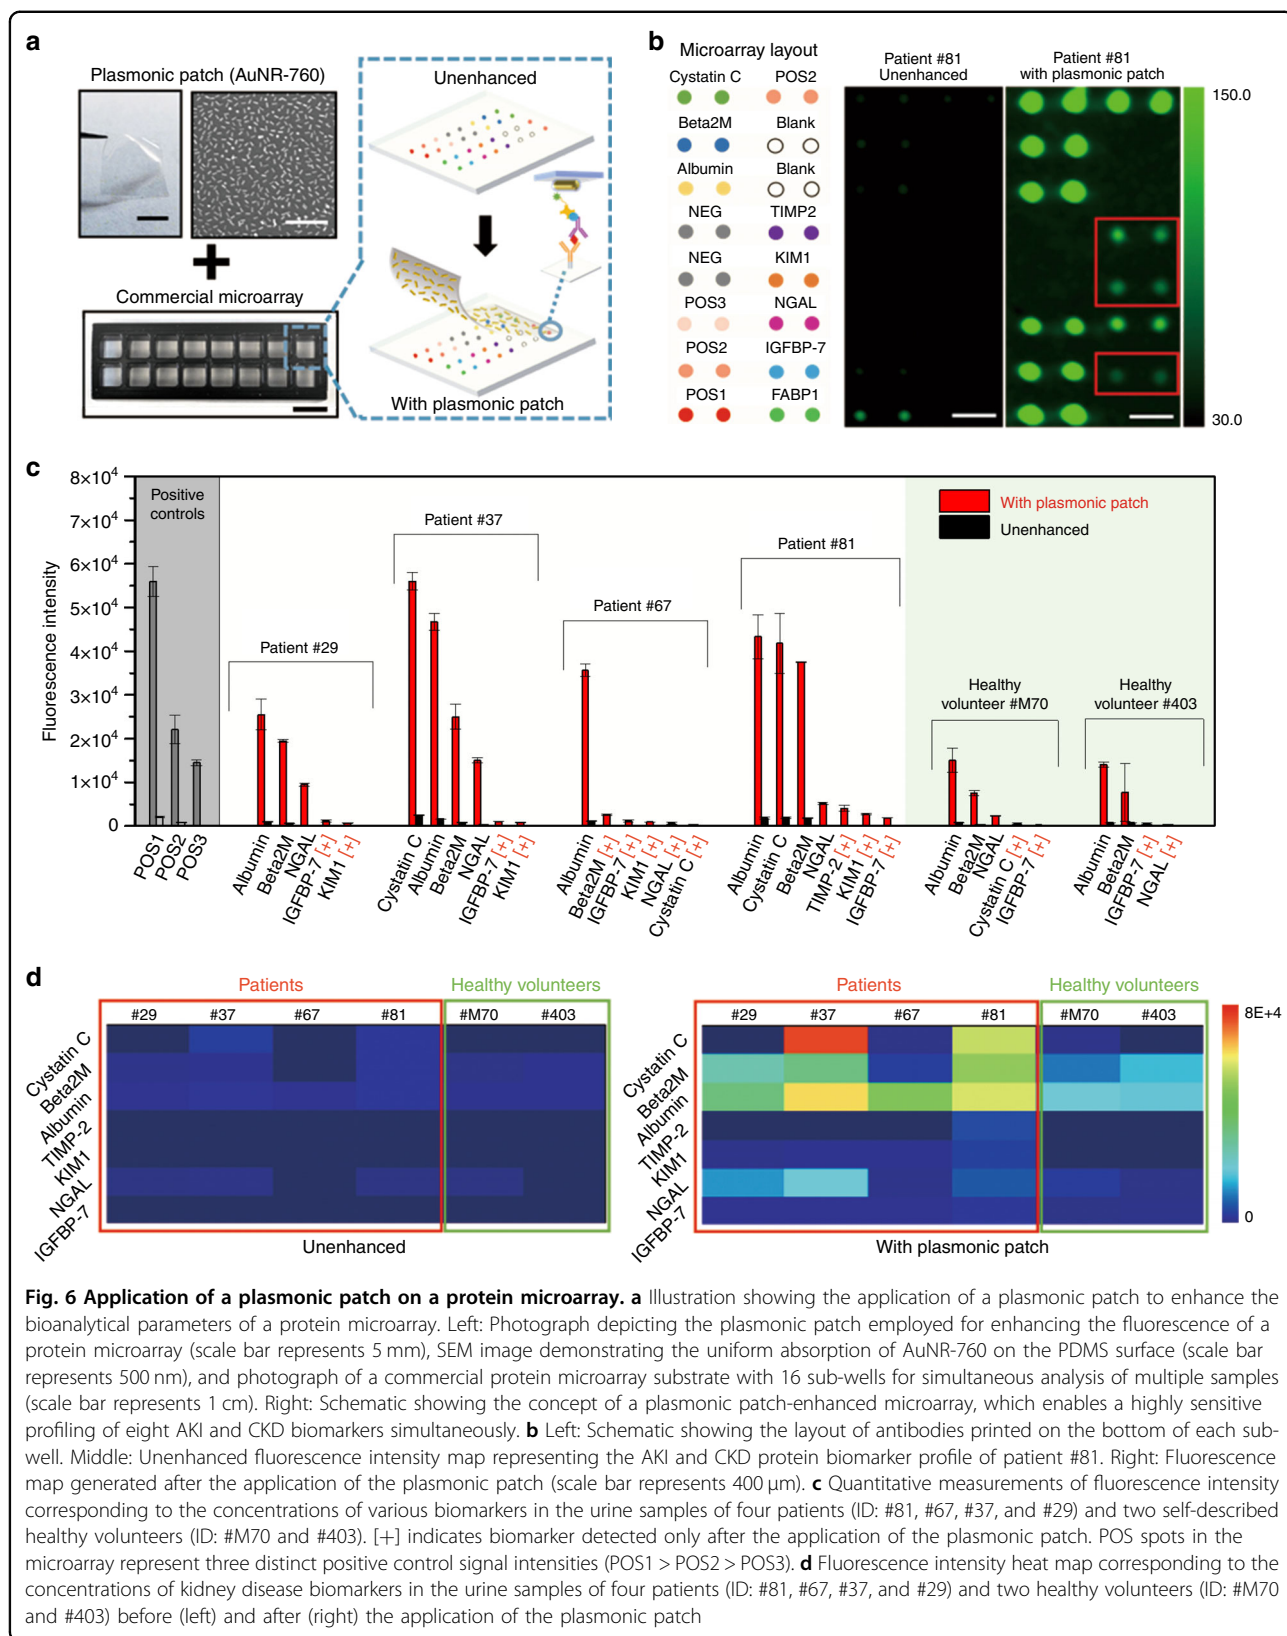 a
Plasmonic patch (AuNR-760)
Commercial microarray
Unenhanced
With plasmonic patch
b
Microarray layout
Cystatin C POS2
Beta2M Blank
Albumin Blank
NEG TIMP2
NEG KIM1
POS3 NGAL
POS2 IGFBP-7
POS1 FABP1
Patient #81
Unenhanced
Patient #81
with plasmonic patch
150.0
30.0
c
Fluorescence intensity
8×10⁴
7×10⁴
6×10⁴
5×10⁴
4×10⁴
3×10⁴
2×10⁴
1×10⁴
0
Positive
controls
Patient #29
Patient #37
Patient #67
Patient #81
Healthy
volunteer #M70
Healthy
volunteer #403
With plasmonic patch
Unenhanced
POS1
POS2
POS3
Albumin
Beta2M
NGAL
IGFBP-7 [+]
KIM1 [+]
Cystatin C
Albumin
Beta2M
NGAL
IGFBP-7 [+]
KIM1 [+]
Albumin
Beta2M [+]
IGFBP-7 [+]
KIM1 [+]
NGAL [+]
Cystatin C [+]
Albumin
Cystatin C
Beta2M
NGAL
TIMP-2 [+]
KIM1 [+]
IGFBP-7 [+]
Albumin
Beta2M
NGAL
Cystatin C [+]
IGFBP-7 [+]
Albumin
Beta2M
IGFBP-7 [+]
NGAL [+]
d
Patients Healthy volunteers
#29 #37 #67 #81 #M70 #403
Cystatin C
Beta2M
Albumin
TIMP-2
KIM1
NGAL
IGFBP-7
Unenhanced
Patients Healthy volunteers
#29 #37 #67 #81 #M70 #403
Cystatin C
Beta2M
Albumin
TIMP-2
KIM1
NGAL
IGFBP-7
With plasmonic patch
8E+4
0
Fig. 6 Application of a plasmonic patch on a protein microarray. a Illustration showing the application of a plasmonic patch to enhance the
bioanalytical parameters of a protein microarray. Left: Photograph depicting the plasmonic patch employed for enhancing the fluorescence of a
protein microarray (scale bar represents 5 mm), SEM image demonstrating the uniform absorption of AuNR-760 on the PDMS surface (scale bar
represents 500 nm), and photograph of a commercial protein microarray substrate with 16 sub-wells for simultaneous analysis of multiple samples
(scale bar represents 1 cm). Right: Schematic showing the concept of a plasmonic patch-enhanced microarray, which enables a highly sensitive
profiling of eight AKI and CKD biomarkers simultaneously. b Left: Schematic showing the layout of antibodies printed on the bottom of each sub-
well. Middle: Unenhanced fluorescence intensity map representing the AKI and CKD protein biomarker profile of patient #81. Right: Fluorescence
map generated after the application of the plasmonic patch (scale bar represents 400 μm). c Quantitative measurements of fluorescence intensity
corresponding to the concentrations of various biomarkers in the urine samples of four patients (ID: #81, #67, #37, and #29) and two self-described
healthy volunteers (ID: #M70 and #403). [+] indicates biomarker detected only after the application of the plasmonic patch. POS spots in the
microarray represent three distinct positive control signal intensities (POS1 > POS2 > POS3). d Fluorescence intensity heat map corresponding to the
concentrations of kidney disease biomarkers in the urine samples of four patients (ID: #81, #67, #37, and #29) and two healthy volunteers (ID: #M70
and #403) before (left) and after (right) the application of the plasmonic patch